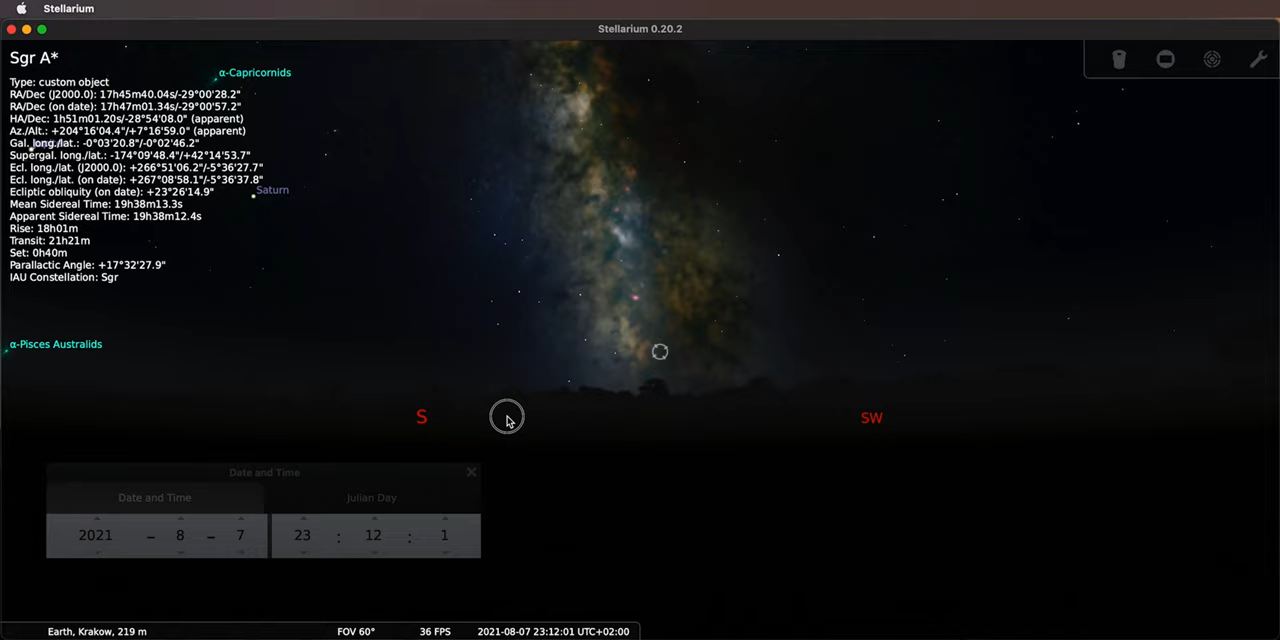 Stellarium
Stellarium 0.20.2
Sgr A*
α-Capricornids
Type: custom object
RA/Dec (J2000.0): 17h45m40.04s/-29°00'28.2"
RA/Dec (on date): 17h47m01.34s/-29°00'57.2"
HA/Dec: 1h51m01.20s/-28°54'08.0" (apparent)
Az./Alt.: +204°16'04.4"/+7°16'59.0" (apparent)
Gal. long./lat.: -0°03'20.8"/-0°02'46.2"
Supergal. long./lat.: -174°09'48.4"/+42°14'53.7"
Ecl. long./lat. (J2000.0): +266°51'06.2"/-5°36'27.7"
Ecl. long./lat. (on date): +267°08'58.1"/-5°36'37.8"
Ecliptic obliquity (on date): +23°26'14.9"
Saturn
Mean Sidereal Time: 19h38m13.3s
Apparent Sidereal Time: 19h38m12.4s
Rise: 18h01m
Transit: 21h21m
Set: 0h40m
Parallactic Angle: +17°32'27.9"
IAU Constellation: Sgr
α-Pisces Australids
S
SW
Date and Time
Date and Time Julian Day
2021 - 8 - 7 23 : 12 : 1
Earth, Krakow, 219 m FOV 60° 36 FPS 2021-08-07 23:12:01 UTC+02:00